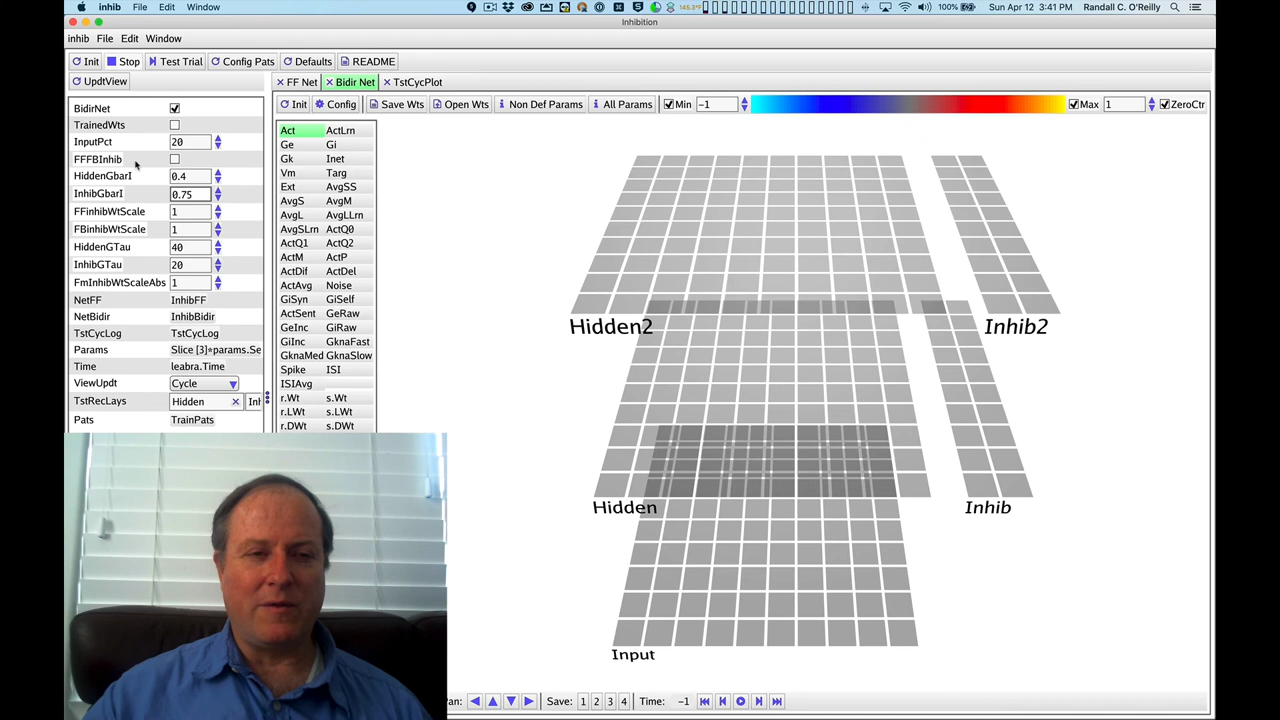 inhib File Edit Window 145.3°F 100% Sun Apr 12 3:41 PM Randall C. O'Reilly
Inhibition
inhib File Edit Window
Init Stop Test Trial Config Pats Defaults README
UpdtView
FF Net Bidir Net TstCycPlot
Init Config Save Wts Open Wts Non Def Params All Params Min -1 Max 1 ZeroCtr
BidirNet
TrainedWts
InputPct 20
FFFBInhib
HiddenGbarI 0.4
InhibGbarI 0.75
FFinhibWtScale 1
FBinhibWtScale 1
HiddenGTau 40
InhibGTau 20
FmInhibWtScaleAbs 1
NetFF InhibFF
NetBidir InhibBidir
TstCycLog TstCycLog
Params Slice [3]*params.Se
Time leabra.Time
ViewUpdt Cycle
TstRecLays Hidden Inl
Pats TrainPats
Act ActLrn
Ge Gi
Gk Inet
Vm Targ
Ext AvgSS
AvgS AvgM
AvgL AvgLLrn
AvgSLrn ActQ0
ActQ1 ActQ2
ActM ActP
ActDif ActDel
ActAvg Noise
GiSyn GiSelf
ActSent GeRaw
GeInc GiRaw
GiInc GknaFast
GknaMed GknaSlow
Spike ISI
ISIAvg
r.Wt s.Wt
r.LWt s.LWt
r.DWt s.DWt
Hidden2 Inhib2
Hidden Inhib
Input
an: Save: 1 2 3 4 Time: -1